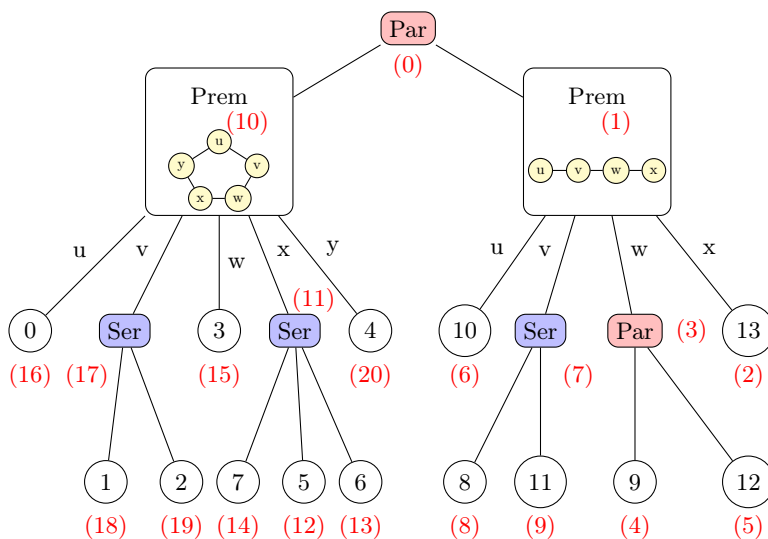 Par
(0)
Prem
Prem
(10)
(1)
u
y v
x w
u v w x
u v w x y
u v w x
(11)
0 Ser 3 Ser 4 10 Ser Par (3) 13
(16) (17) (15) (20) (6) (7) (2)
1 2 7 5 6 8 11 9 12
(18) (19) (14) (12) (13) (8) (9) (4) (5)